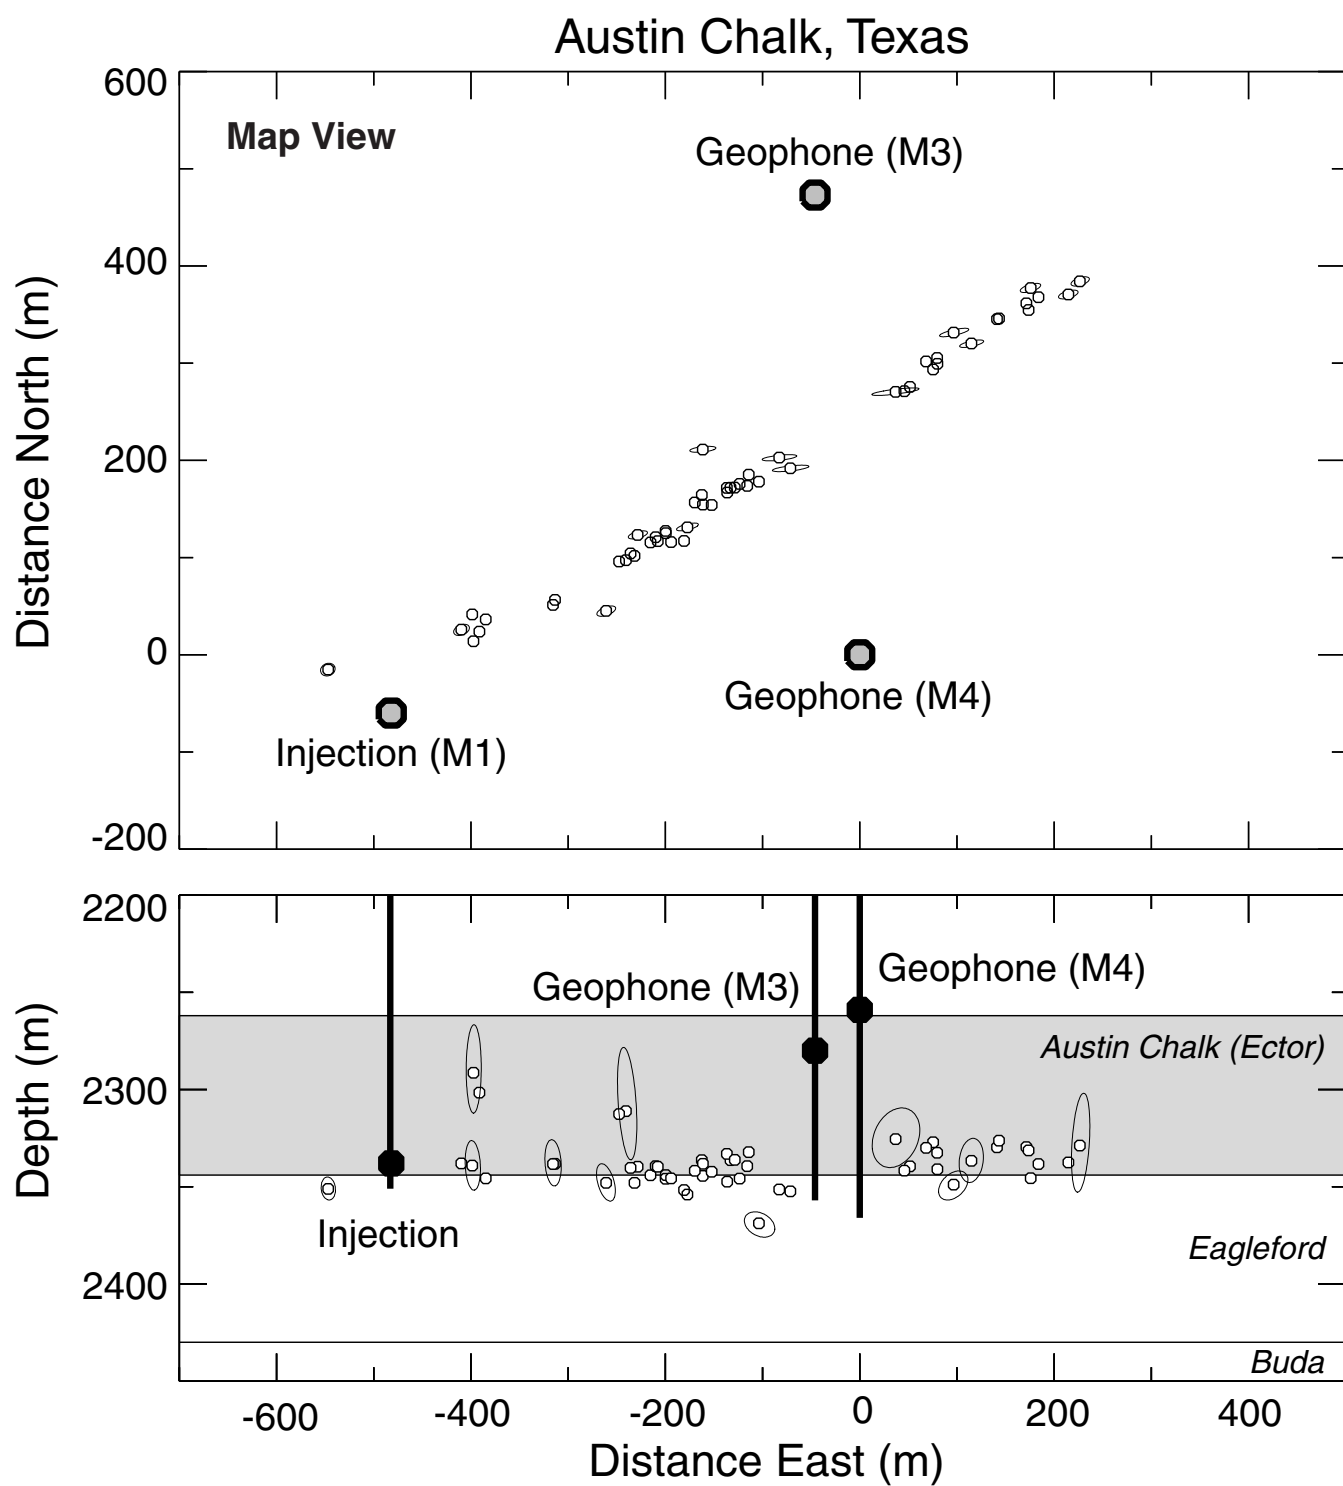 Austin Chalk, Texas
600
Map View
Geophone (M3)
400
Distance North (m)
200
0
Geophone (M4)
Injection (M1)
-200
2200
Geophone (M4)
Geophone (M3)
Austin Chalk (Ector)
2300
Depth (m)
Injection
Eagleford
2400
Buda
-600 -400 -200 0 200 400
Distance East (m)